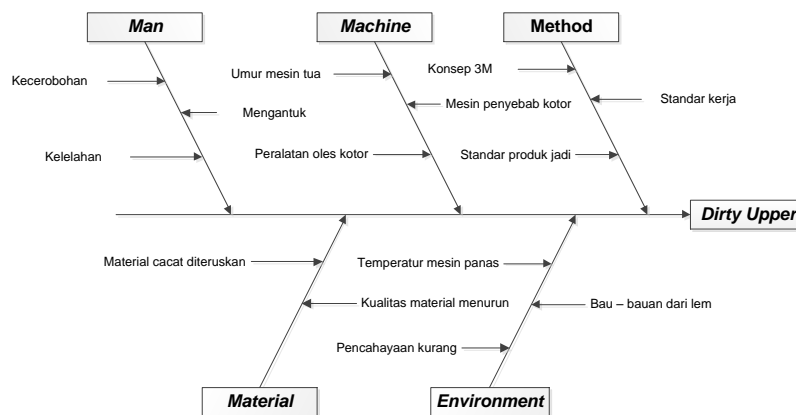 Man
Machine
Method
Kecerobohan
Umur mesin tua
Konsep 3M
Mengantuk
Mesin penyebab kotor
Standar kerja
Kelelahan
Peralatan oles kotor
Standar produk jadi
Dirty Upper
Material cacat diteruskan
Temperatur mesin panas
Kualitas material menurun
Bau – bauan dari lem
Pencahayaan kurang
Material
Environment